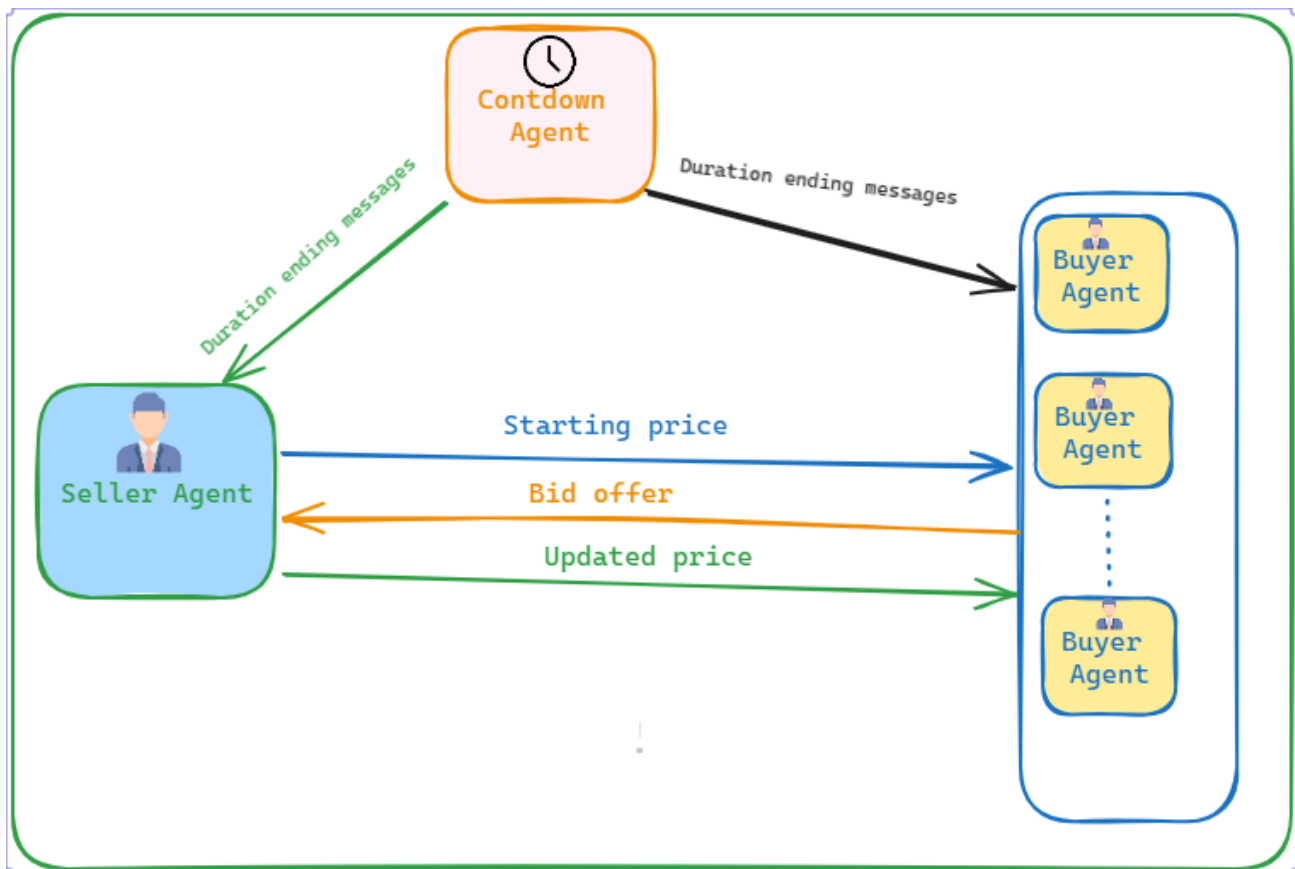 Contdown
Agent
Duration ending messages
Duration ending messages
Buyer
Agent
Buyer
Agent
Starting price
Seller Agent
Bid offer
Updated price
Buyer
Agent